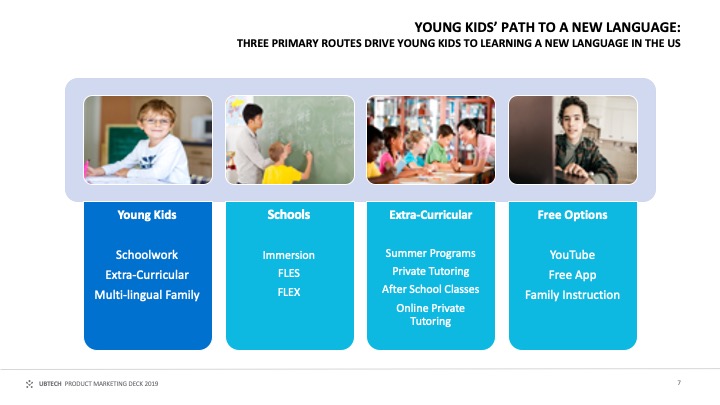 YOUNG KIDS’ PATH TO A NEW LANGUAGE:
THREE PRIMARY ROUTES DRIVE YOUNG KIDS TO LEARNING A NEW LANGUAGE IN THE US
Young Kids
Schoolwork
Extra-Curricular
Multi-lingual Family
Schools
Immersion
FLES
FLEX
Extra-Curricular
Summer Programs
Private Tutoring
After School Classes
Online Private
Tutoring
Free Options
YouTube
Free App
Family Instruction
UBTECH PRODUCT MARKETING DECK 2019
7